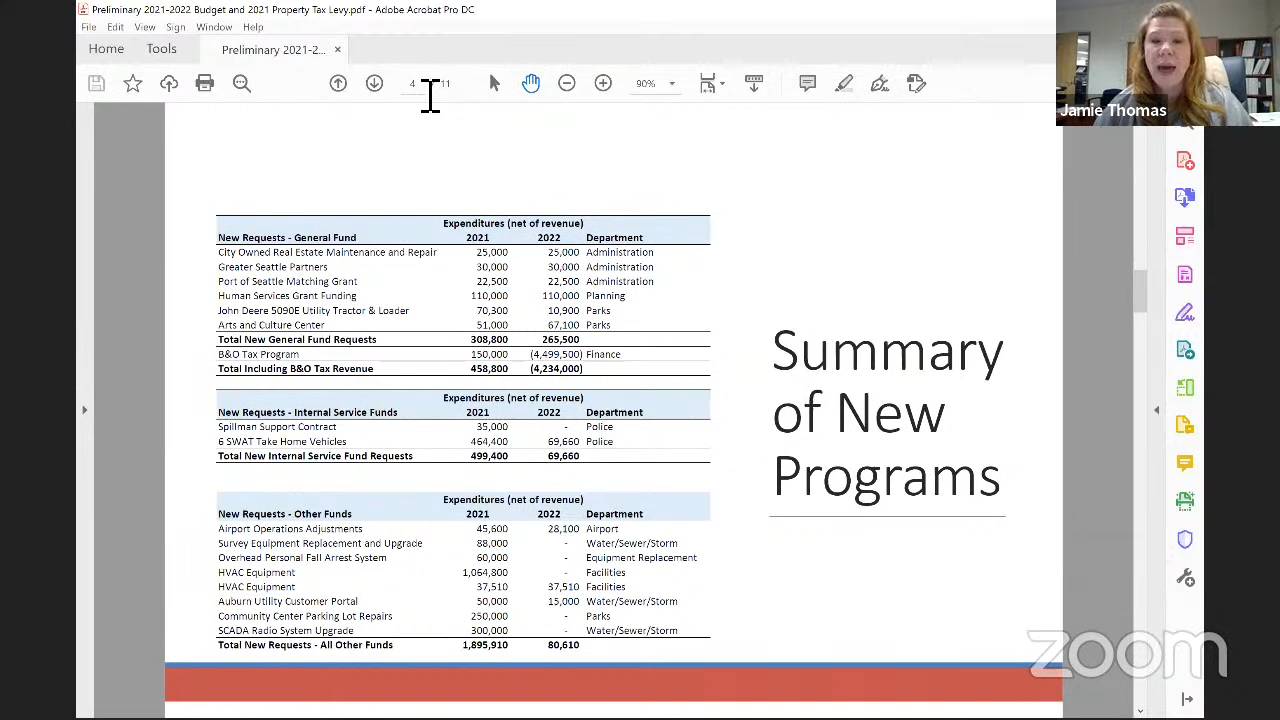 Preliminary 2021-2022 Budget and 2021 Property Tax Levy.pdf - Adobe Acrobat Pro DC
File Edit View Sign Window Help
Home Tools Preliminary 2021-2... ×
4 11 90%
Jamie Thomas
Expenditures (net of revenue)
New Requests - General Fund 2021 2022 Department
City Owned Real Estate Maintenance and Repair 25,000 25,000 Administration
Greater Seattle Partners 30,000 30,000 Administration
Port of Seattle Matching Grant 22,500 22,500 Administration
Human Services Grant Funding 110,000 110,000 Planning
John Deere 5090E Utility Tractor & Loader 70,300 10,900 Parks
Arts and Culture Center 51,000 67,100 Parks
Total New General Fund Requests 308,800 265,500
B&O Tax Program 150,000 (4,499,500) Finance
Total Including B&O Tax Revenue 458,800 (4,234,000)
Expenditures (net of revenue)
New Requests - Internal Service Funds 2021 2022 Department
Spillman Support Contract 35,000 - Police
6 SWAT Take Home Vehicles 464,400 69,660 Police
Total New Internal Service Fund Requests 499,400 69,660
Expenditures (net of revenue)
New Requests - Other Funds 2021 2022 Department
Airport Operations Adjustments 45,600 28,100 Airport
Survey Equipment Replacement and Upgrade 88,000 - Water/Sewer/Storm
Overhead Personal Fall Arrest System 60,000 - Equipment Replacement
HVAC Equipment 1,064,800 - Facilities
HVAC Equipment 37,510 37,510 Facilities
Auburn Utility Customer Portal 50,000 15,000 Water/Sewer/Storm
Community Center Parking Lot Repairs 250,000 - Parks
SCADA Radio System Upgrade 300,000 - Water/Sewer/Storm
Total New Requests - All Other Funds 1,895,910 80,610
Summary
of New
Programs
zoom